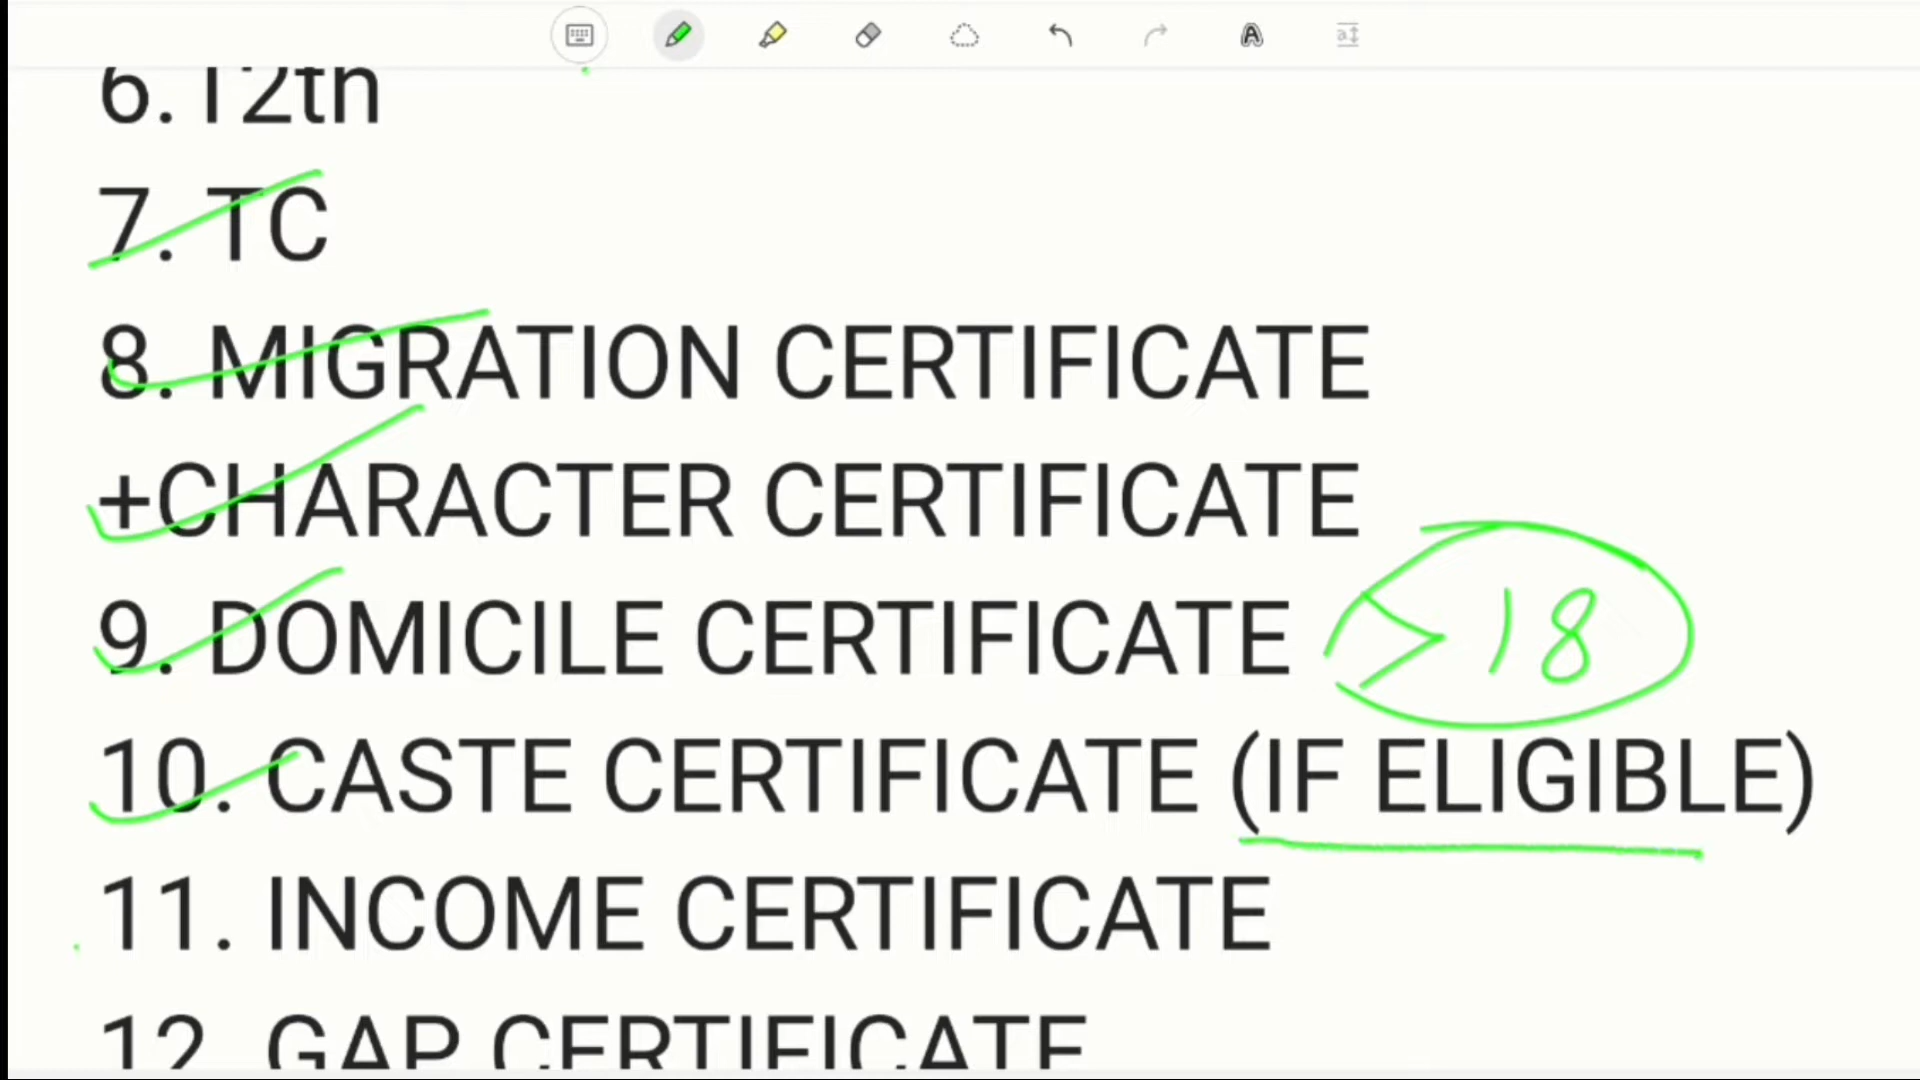 6. 12th
7. TC
8. MIGRATION CERTIFICATE
+CHARACTER CERTIFICATE
9. DOMICILE CERTIFICATE > 18
10. CASTE CERTIFICATE (IF ELIGIBLE)
11. INCOME CERTIFICATE
12. GAP CERTIFICATE